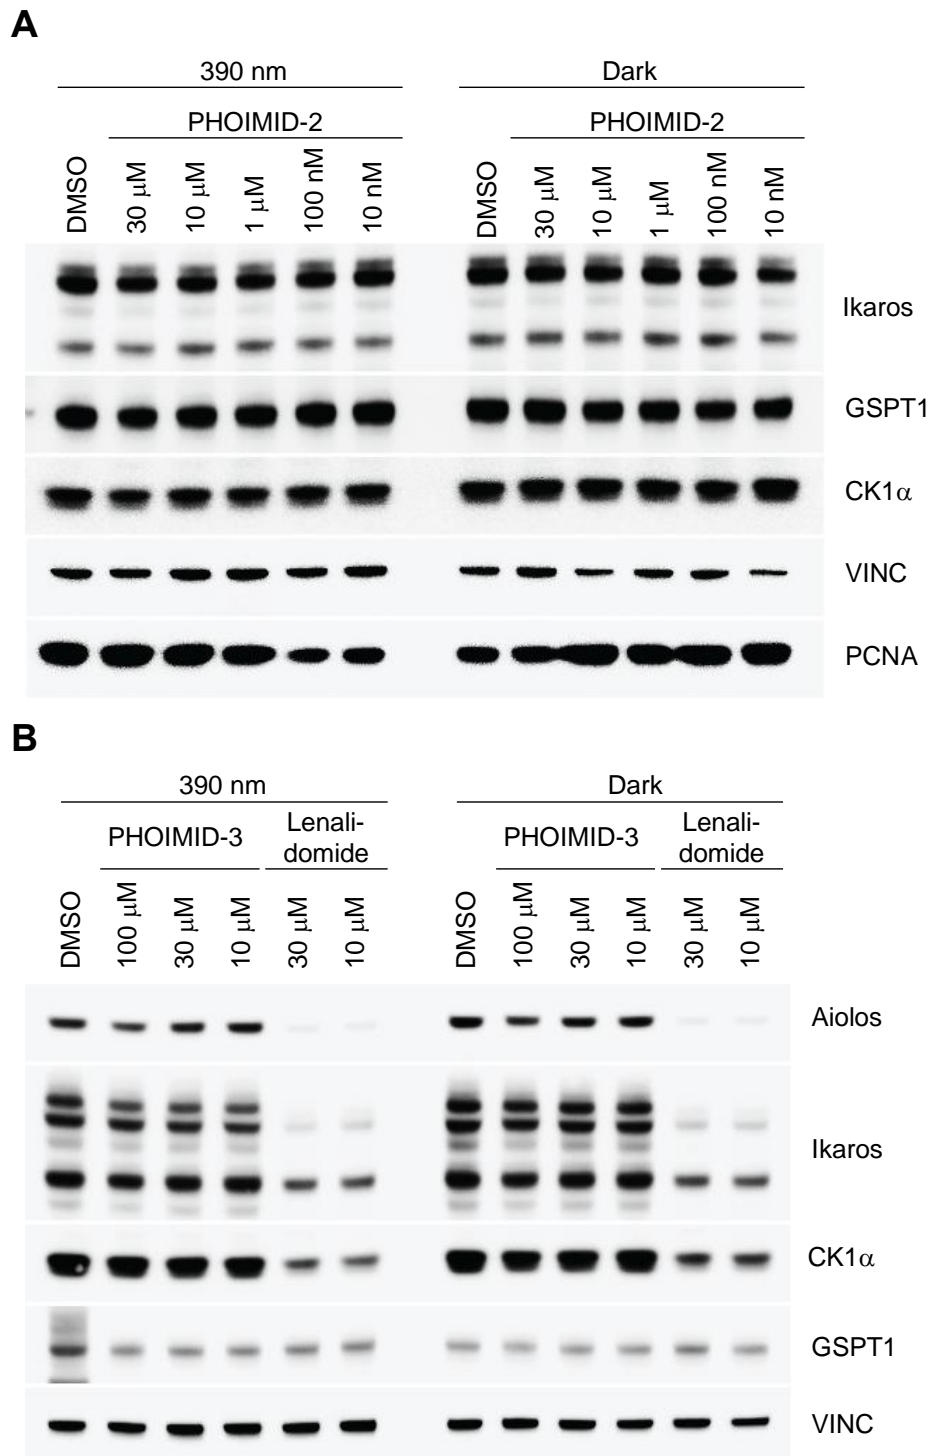 A
390 nm Dark
PHOIMID-2 PHOIMID-2
DMSO 30 μM 10 μM 1 μM 100 nM 10 nM DMSO 30 μM 10 μM 1 μM 100 nM 10 nM
Ikaros
GSPT1
CK1α
VINC
PCNA
B
390 nm Dark
PHOIMID-3 Lenali- PHOIMID-3 Lenali-
domide domide
DMSO 100 μM 30 μM 10 μM 30 μM 10 μM DMSO 100 μM 30 μM 10 μM 30 μM 10 μM
Aiolos
Ikaros
CK1α
GSPT1
VINC